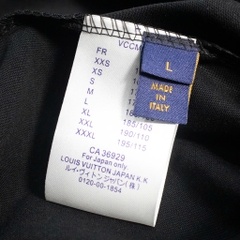 VCCM
FR
XXS
XS
S
M
L
XL 185/105
XXL 190/110
XXXL 195/115
CA 36929
For Japan only
LOUIS VUITTON JAPAN K.K
ルイ・ヴィトンジャパン(株)
0120-00-1854
L
MADE IN
ITALY